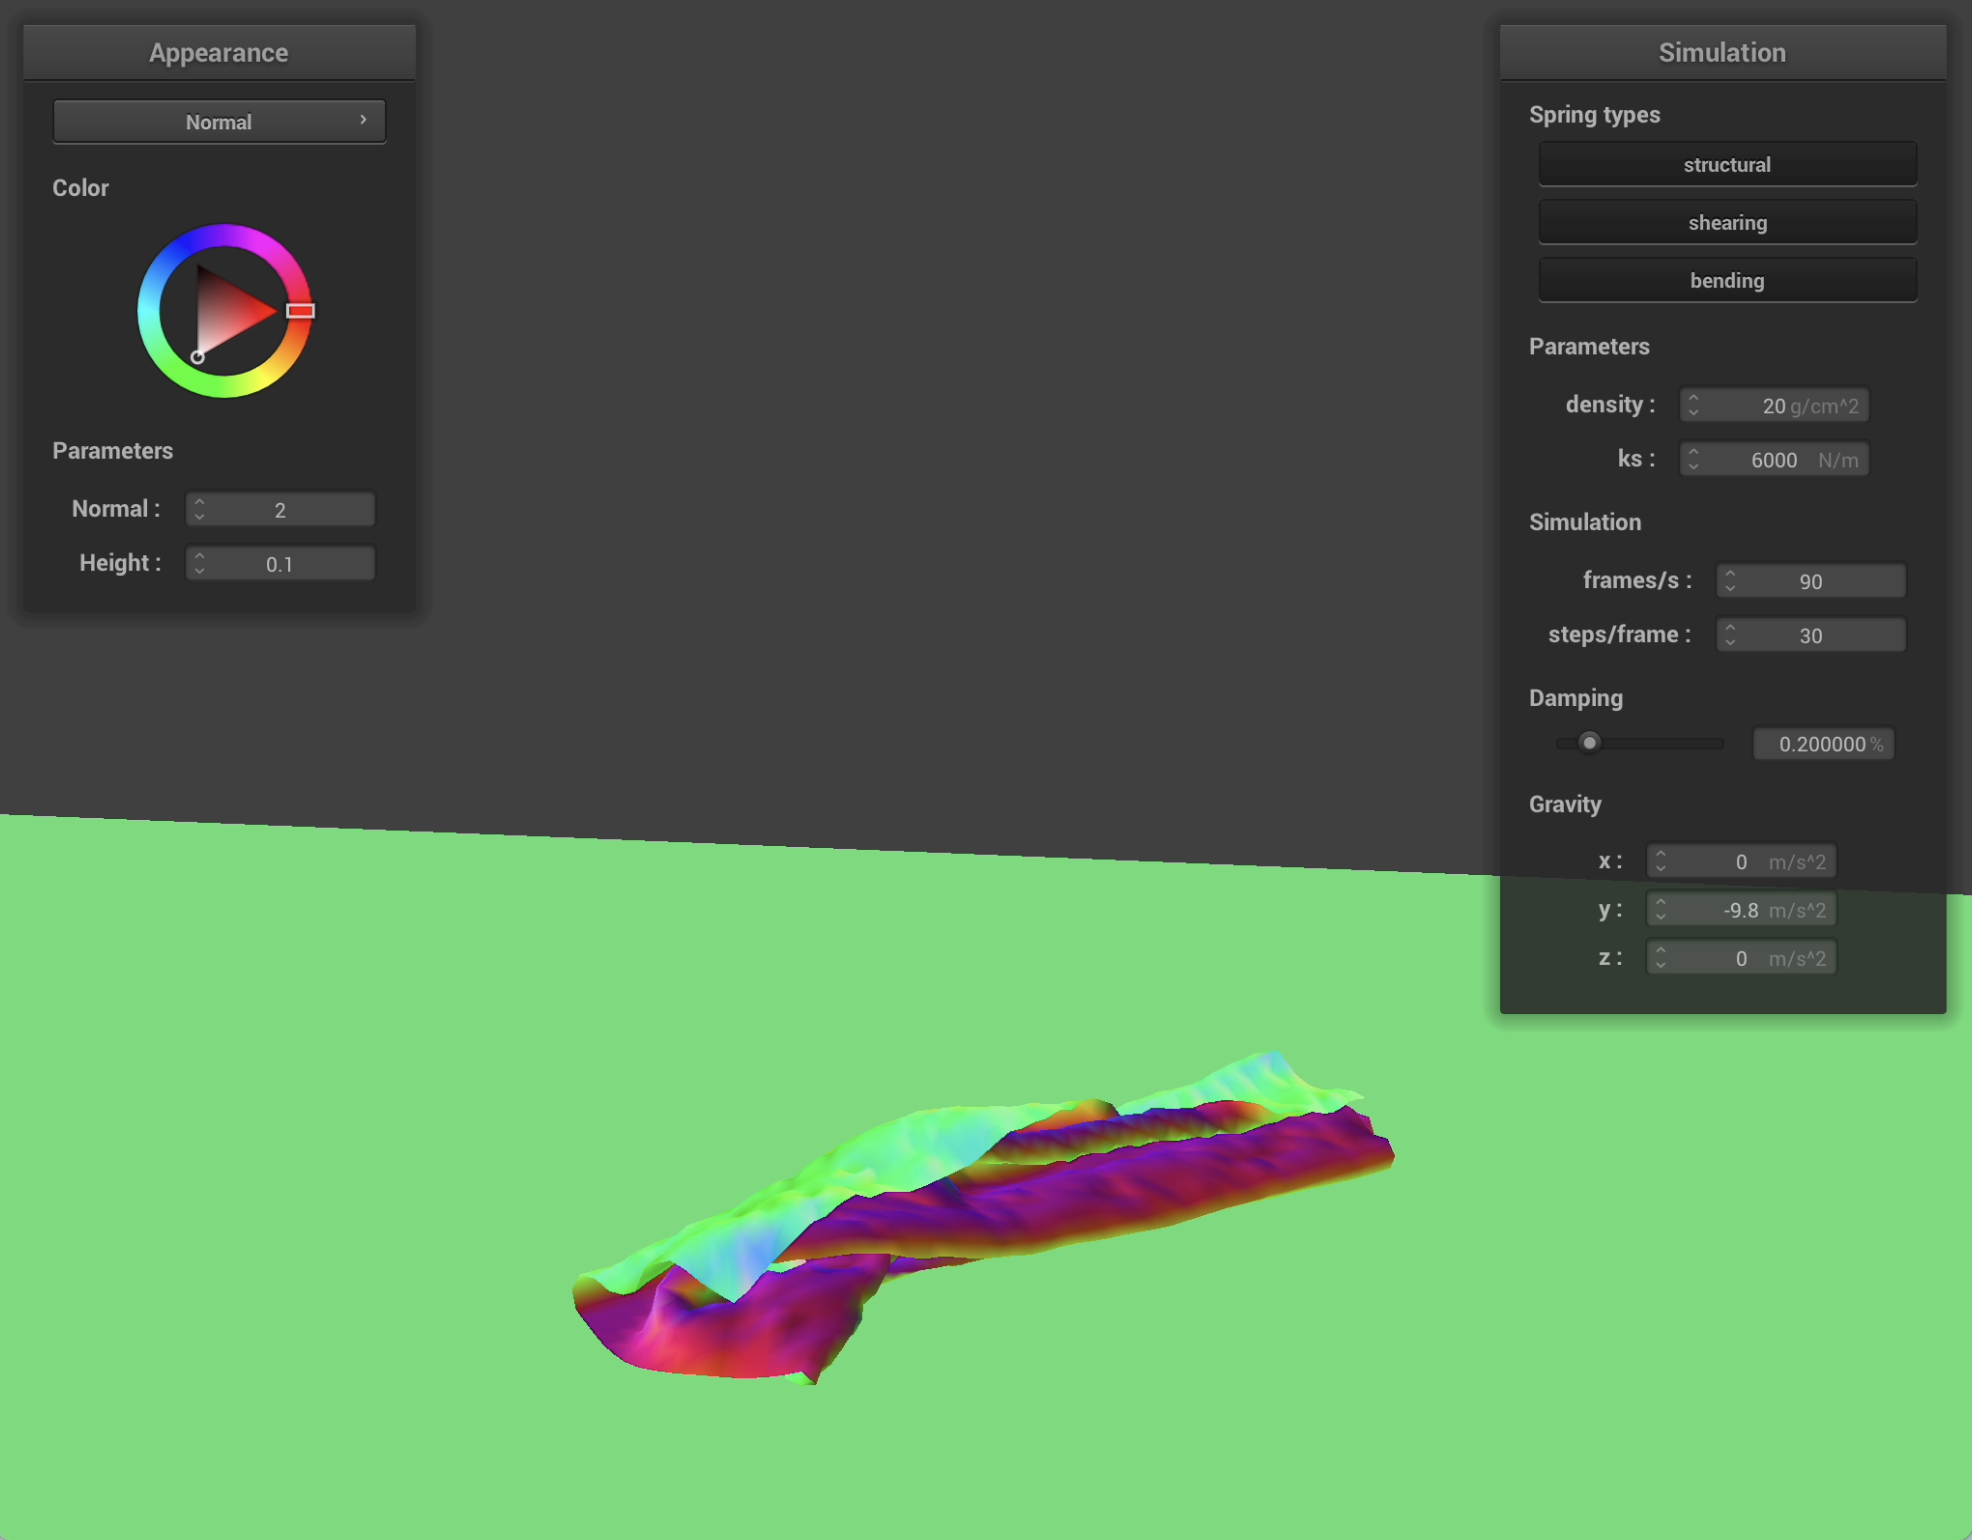 Appearance
Normal
Color
Parameters
Normal : 2
Height : 0.1
Simulation
Spring types
structural
shearing
bending
Parameters
density : 20 g/cm^2
ks : 6000 N/m
Simulation
frames/s : 90
steps/frame : 30
Damping
0.200000 %
Gravity
x : 0 m/s^2
y : -9.8 m/s^2
z : 0 m/s^2